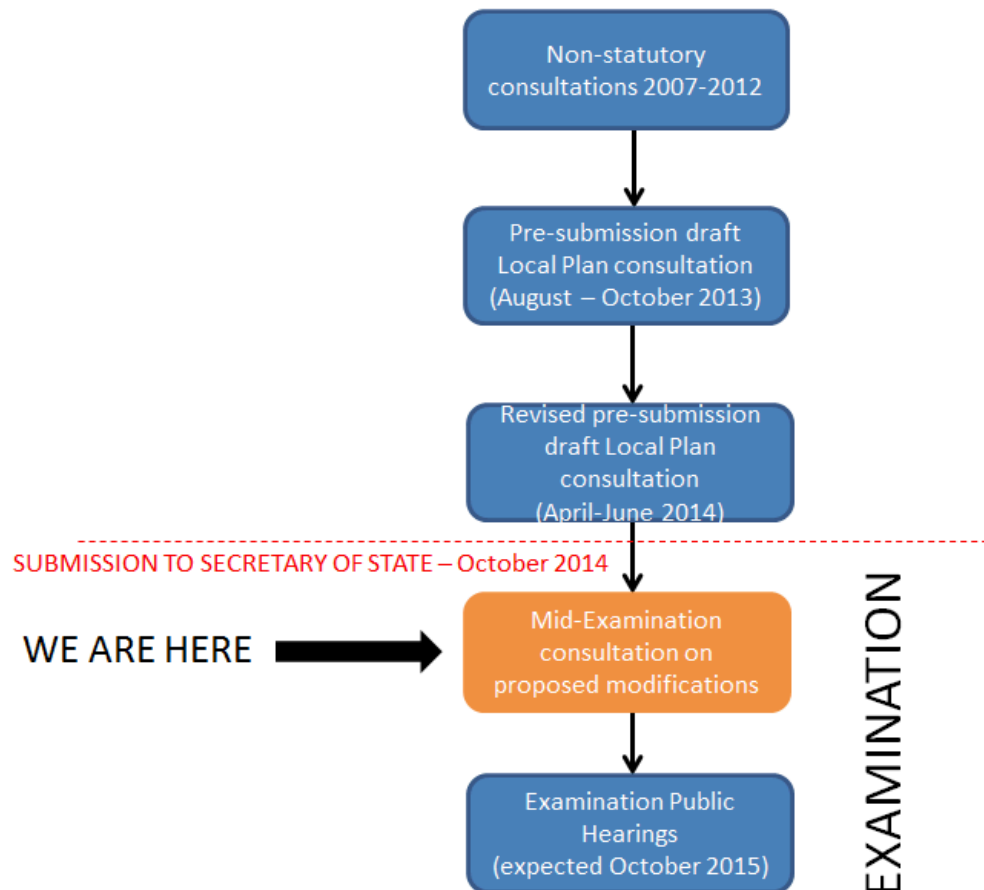 Non-statutory
consultations 2007-2012
Pre-submission draft
Local Plan consultation
(August – October 2013)
Revised pre-submission
draft Local Plan
consultation
(April-June 2014)
SUBMISSION TO SECRETARY OF STATE – October 2014
WE ARE HERE
Mid-Examination
consultation on
proposed modifications
EXAMINATION
Examination Public
Hearings
(expected October 2015)